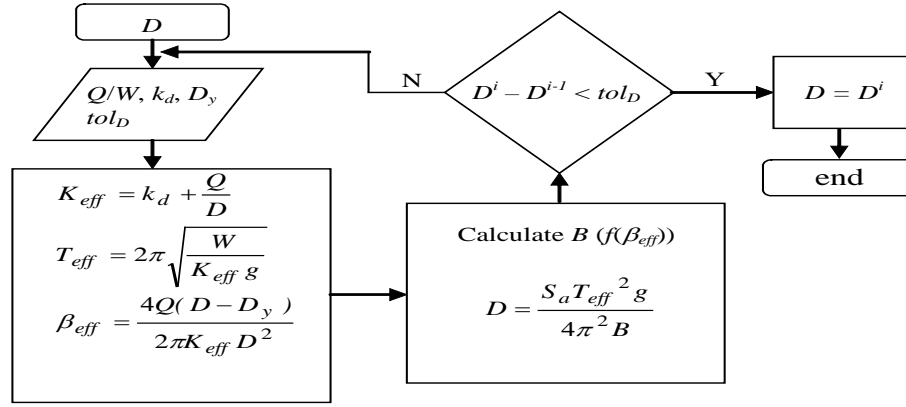 D
Q/W, k_d, D_y
tol_D
K_eff = k_d + Q/D
T_eff = 2π √(W / (K_eff g))
β_eff = 4Q( D − D_y ) / (2πK_eff D²)
Calculate B (f(β_eff))
D = S_a T_eff² g / (4π² B)
D^i − D^{i-1} < tol_D
N
Y
D = D^i
end